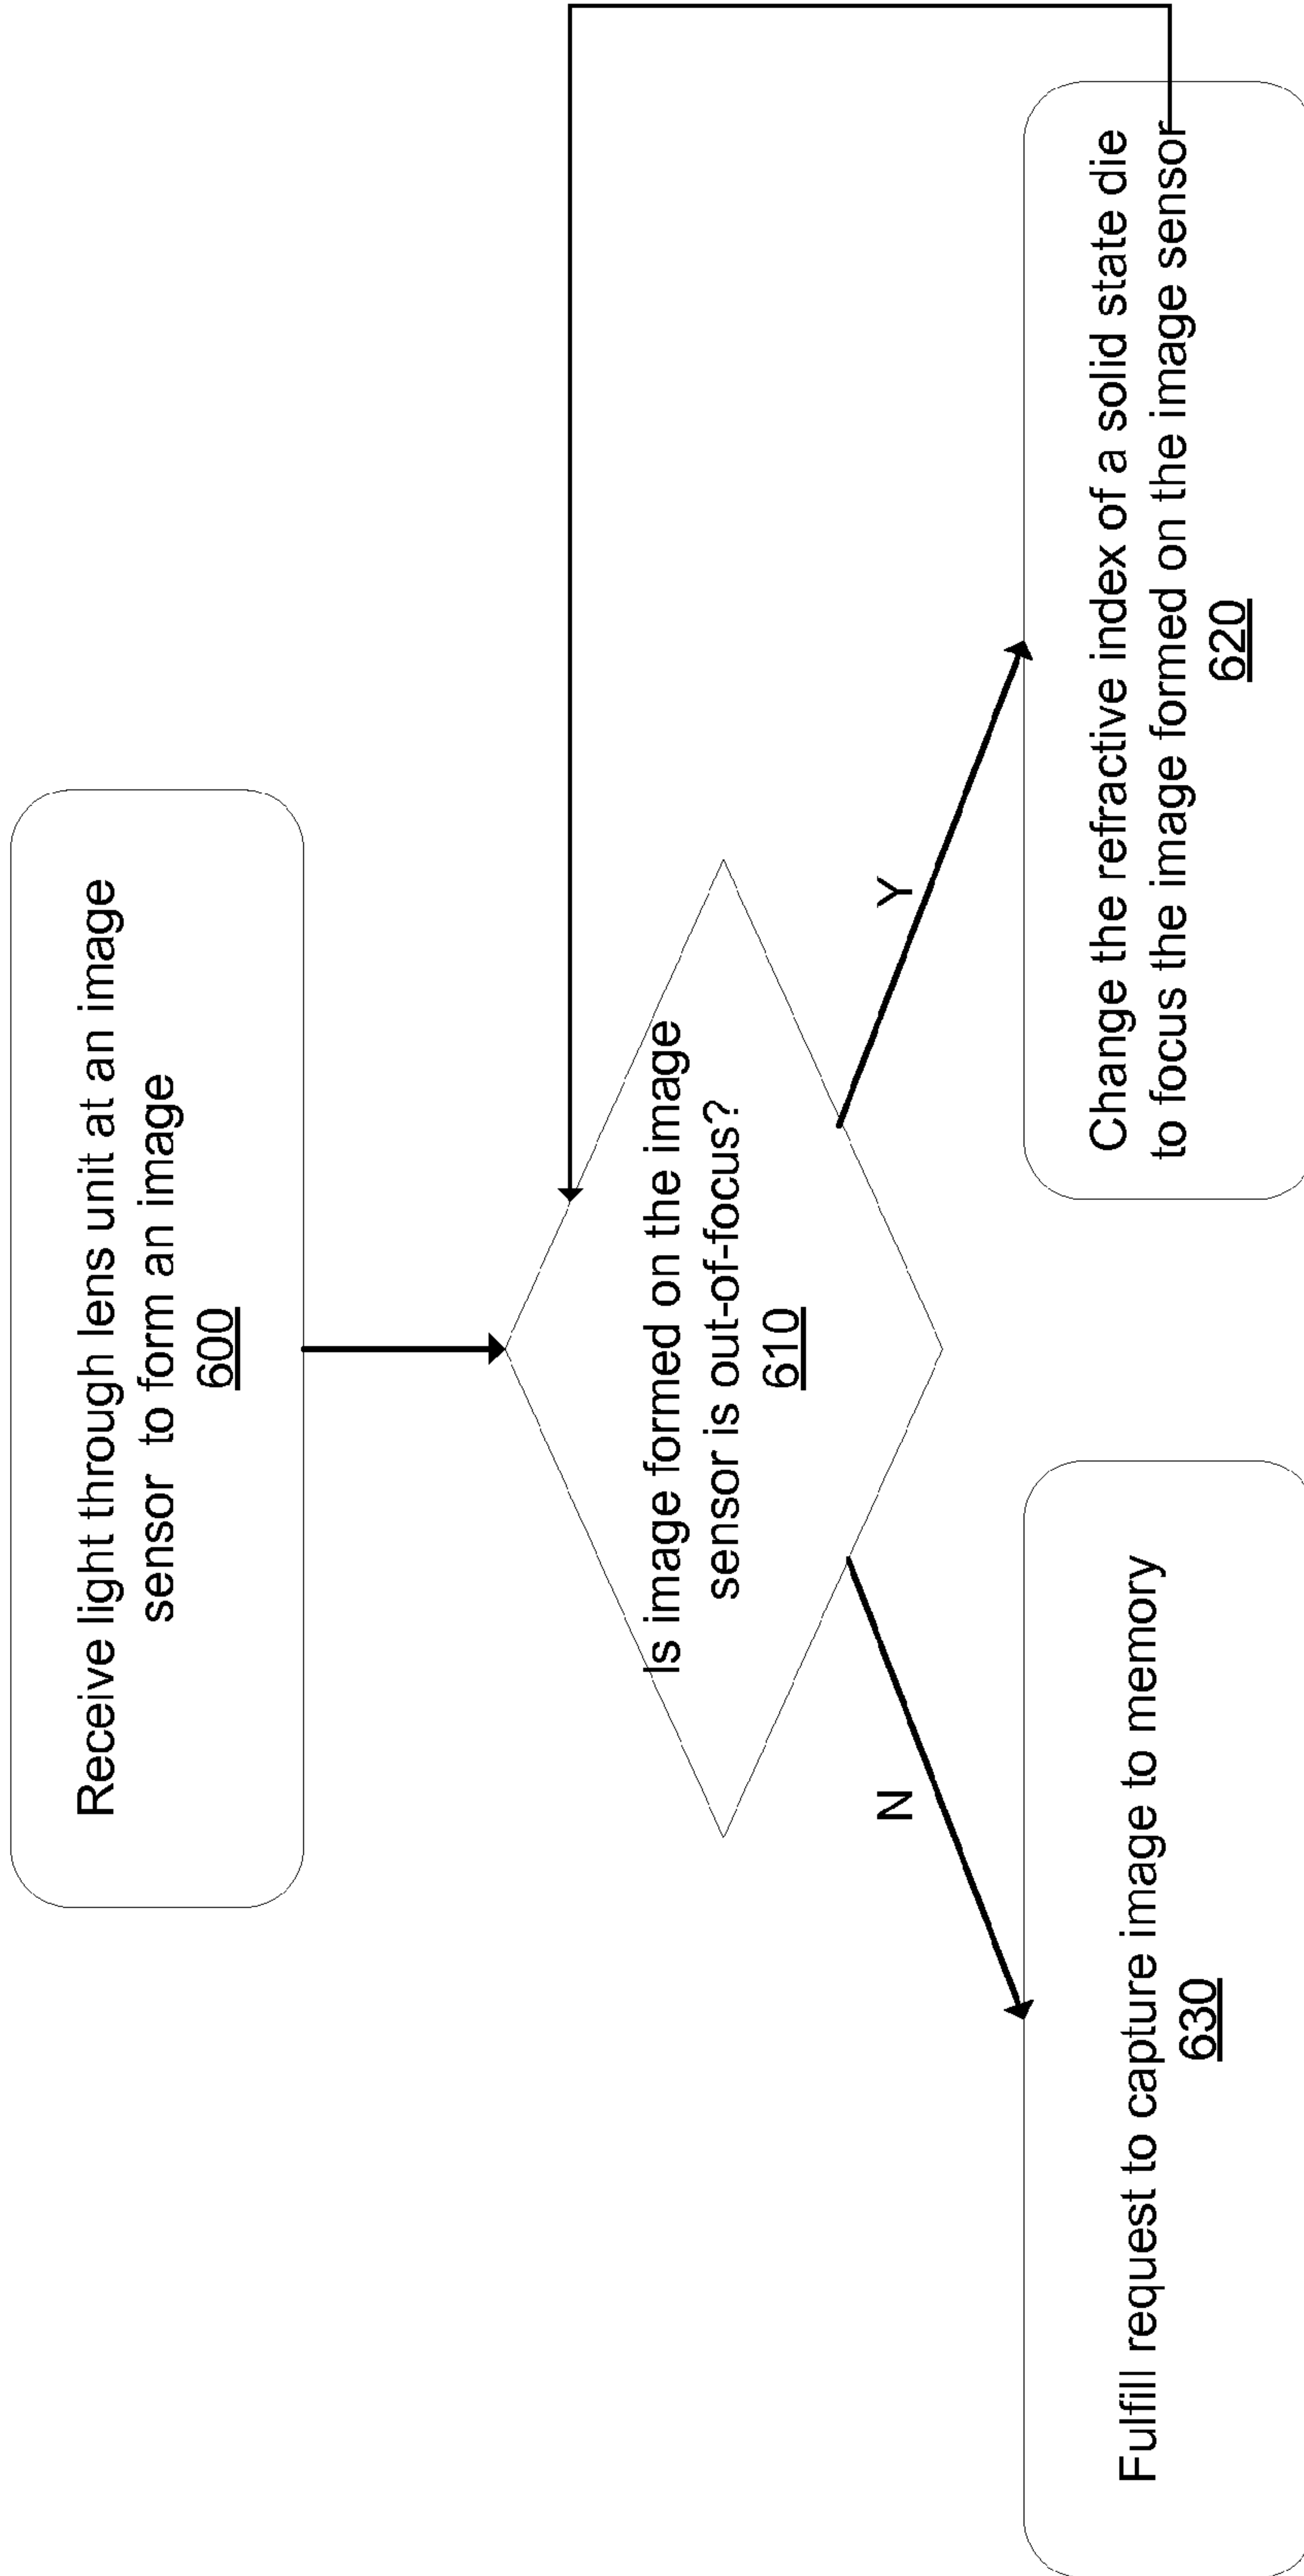 Receive light through lens unit at an image
sensor to form an image
600
Is image formed on the image
sensor is out-of-focus?
610
N
Y
Fulfill request to capture image to memory
630
Change the refractive index of a solid state die
to focus the image formed on the image sensor
620